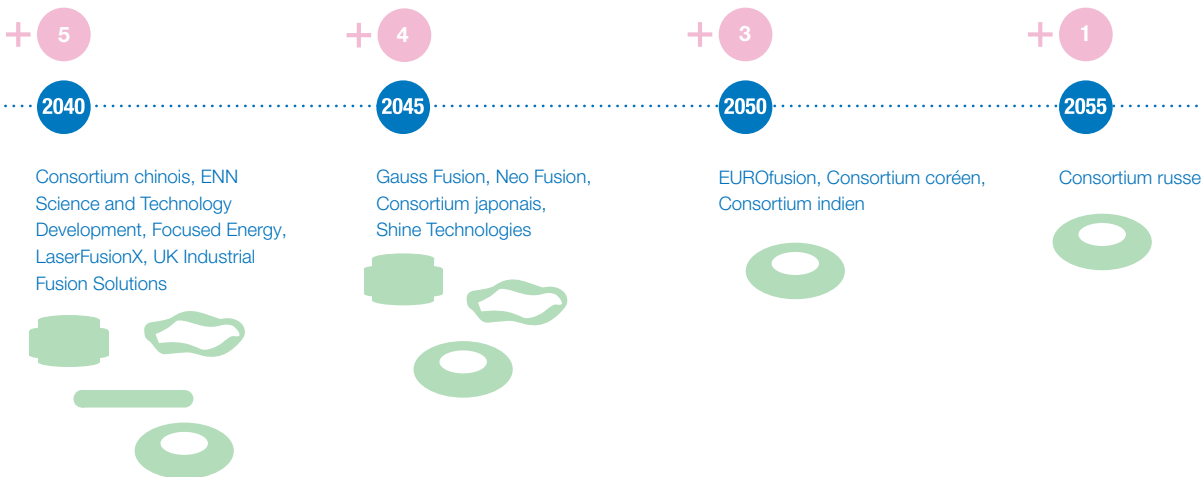 + 5
+ 4
+ 3
+ 1
2040
2045
2050
2055
Consortium chinois, ENN
Science and Technology
Development, Focused Energy,
LaserFusionX, UK Industrial
Fusion Solutions
Gauss Fusion, Neo Fusion,
Consortium japonais,
Shine Technologies
EUROfusion, Consortium coréen,
Consortium indien
Consortium russe